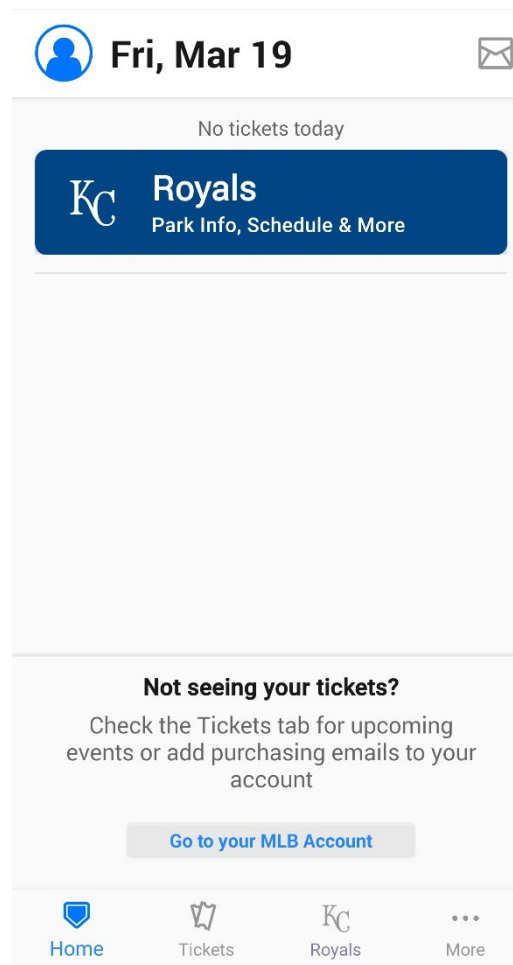 Fri, Mar 19
No tickets today
KC
Royals
Park Info, Schedule & More
Not seeing your tickets?
Check the Tickets tab for upcoming
events or add purchasing emails to your
account
Go to your MLB Account
Home
Tickets
KC
Royals
More